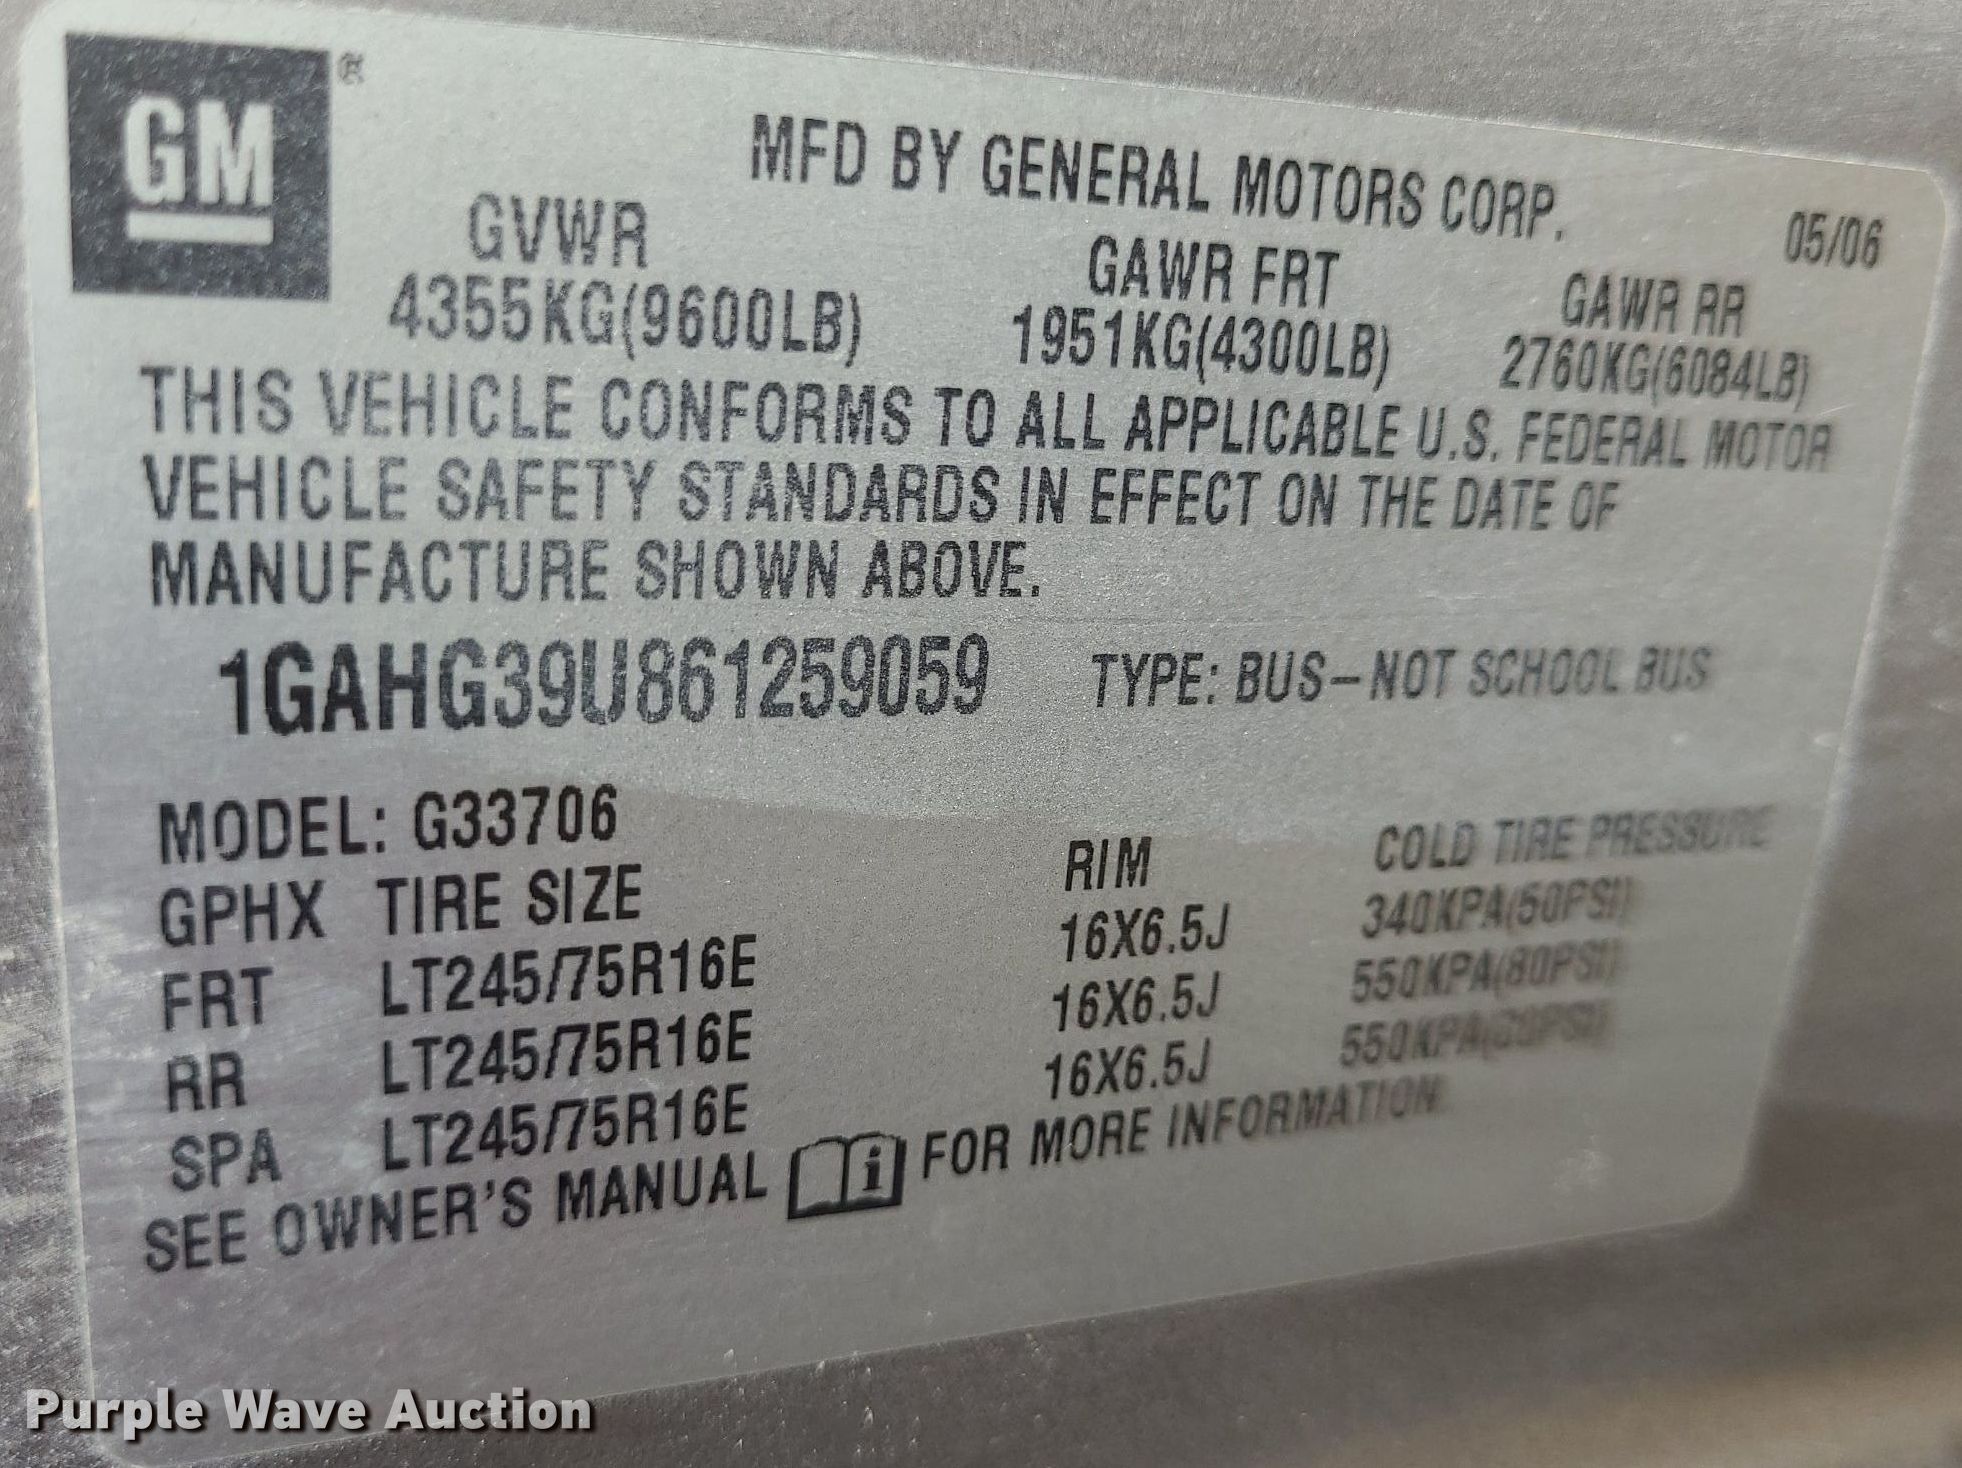 GM ®
MFD BY GENERAL MOTORS CORP. 05/06
GVWR GAWR FRT GAWR RR
4355KG(9600LB) 1951KG(4300LB) 2760KG(6084LB)
THIS VEHICLE CONFORMS TO ALL APPLICABLE U.S. FEDERAL MOTOR
VEHICLE SAFETY STANDARDS IN EFFECT ON THE DATE OF
MANUFACTURE SHOWN ABOVE.
1GAHG39U861259059 TYPE: BUS–NOT SCHOOL BUS
MODEL: G33706
GPHX TIRE SIZE RIM COLD TIRE PRESSURE
FRT LT245/75R16E 16X6.5J 340KPA(50PSI)
RR LT245/75R16E 16X6.5J 550KPA(80PSI)
SPA LT245/75R16E 16X6.5J 550KPA(80PSI)
SEE OWNER'S MANUAL i FOR MORE INFORMATION.
Purple Wave Auction